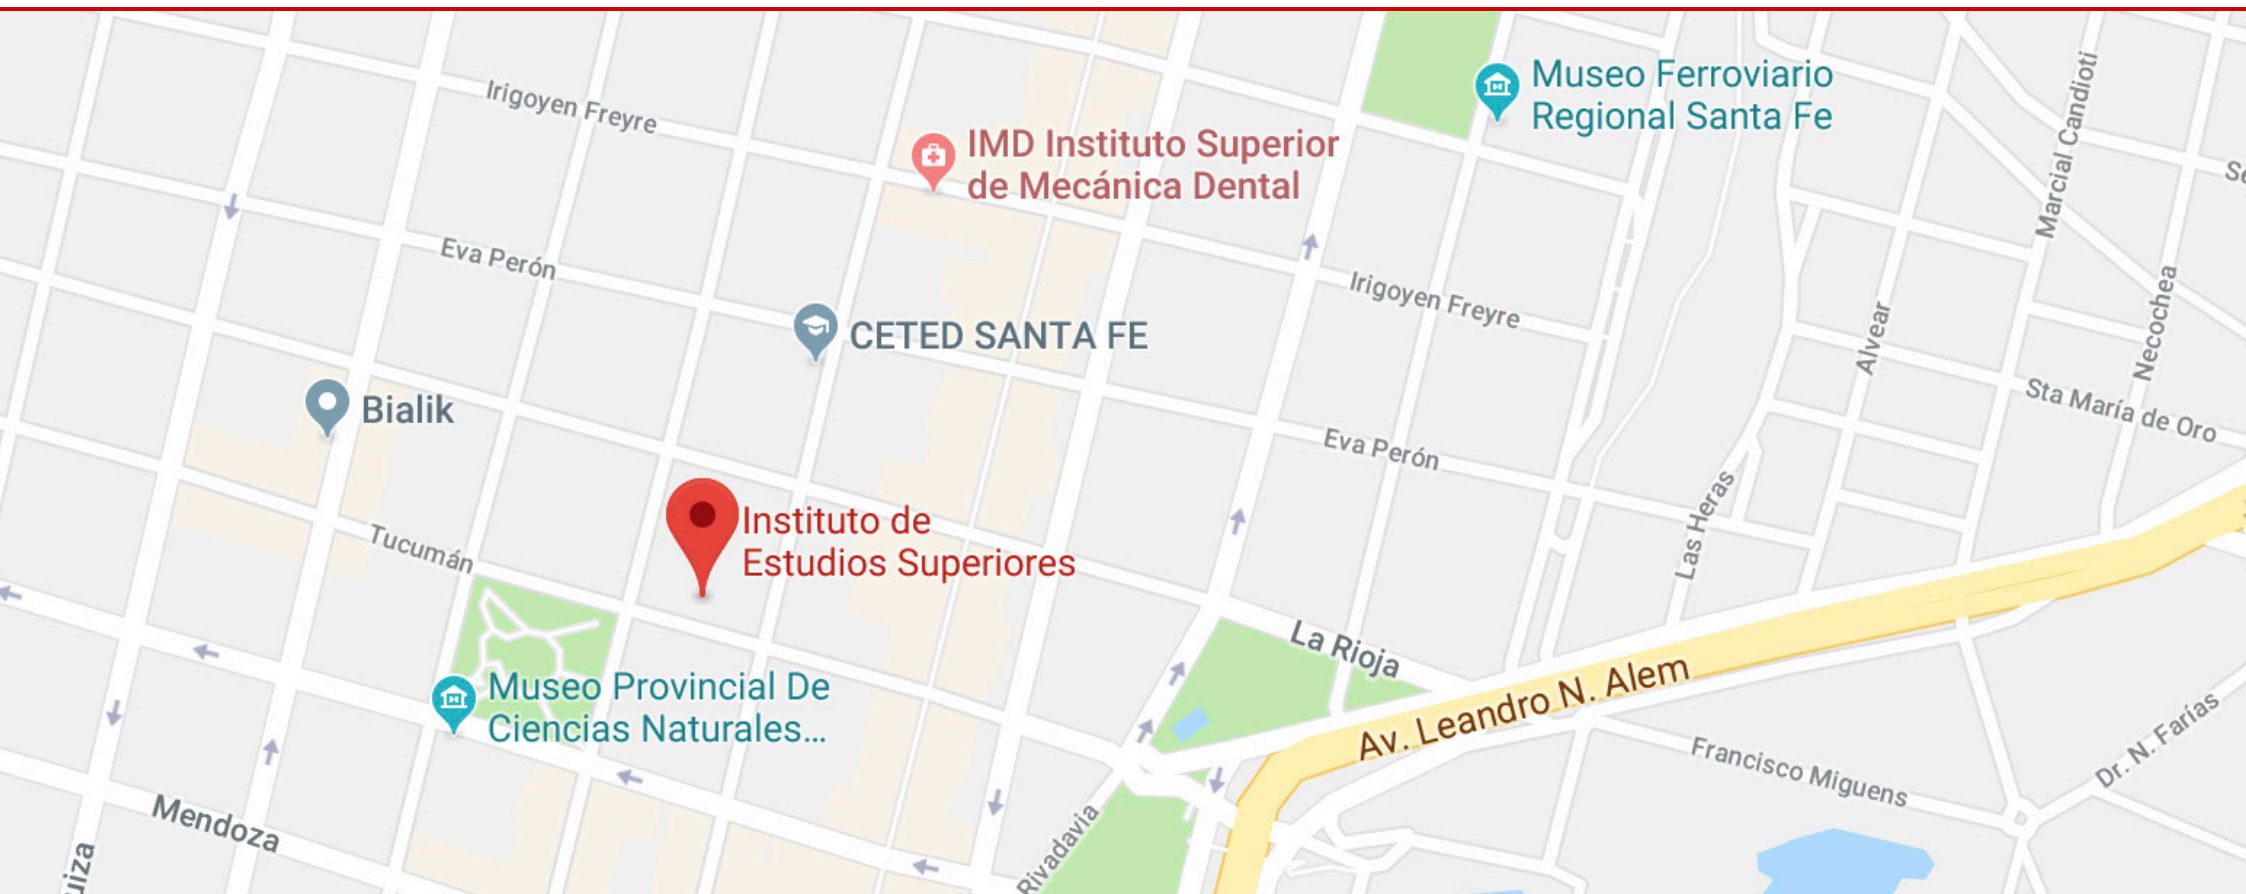 Irigoyen Freyre
Museo Ferroviario
Regional Santa Fe
Marcial Candioti
IMD Instituto Superior
de Mecánica Dental
Eva Perón
Irigoyen Freyre
CETED SANTA FE
Alvear
Necochea
Bialik
Sta María de Oro
Eva Perón
Instituto de
Estudios Superiores
Tucumán
Las Heras
La Rioja
Museo Provincial De
Ciencias Naturales...
Av. Leandro N. Alem
Francisco Miguens
Dr. N. Farías
Mendoza
Rivadavia